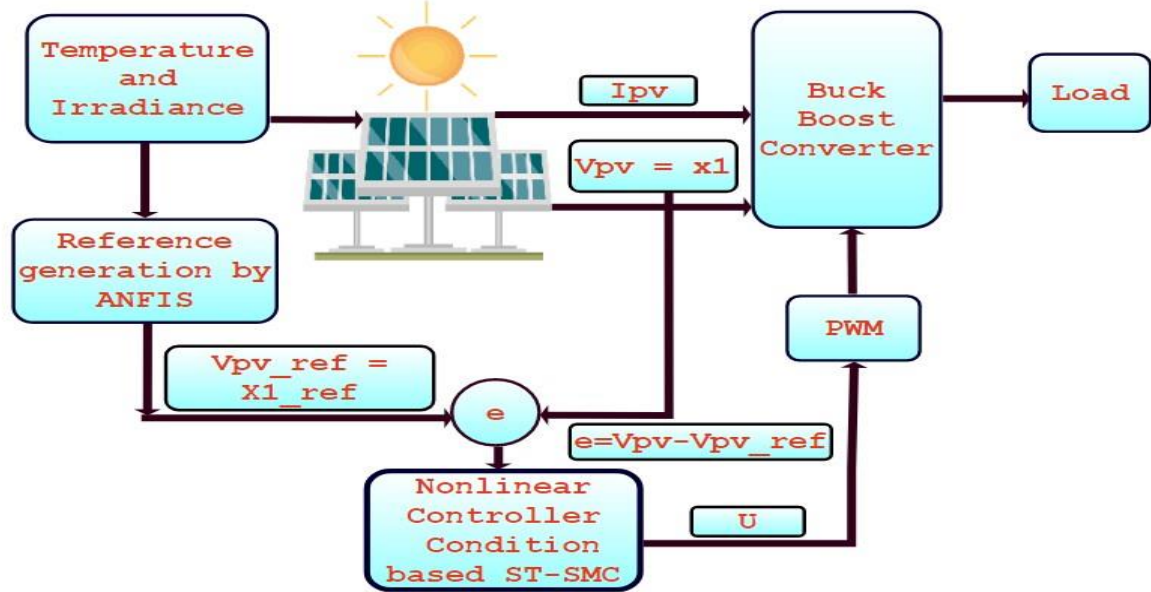 Temperature
and
Irradiance
Ipv
Vpv = x1
Buck
Boost
Converter
Load
Reference
generation by
ANFIS
PWM
Vpv_ref =
X1_ref
e
e=Vpv-Vpv_ref
Nonlinear
Controller
Condition
based ST-SMC
U